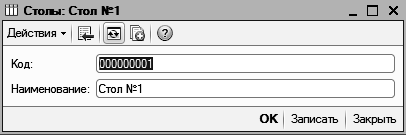 Столы: Стол №1
Действия
Код: 000000001
Наименование: Стол №1
OK Записать Закрыть